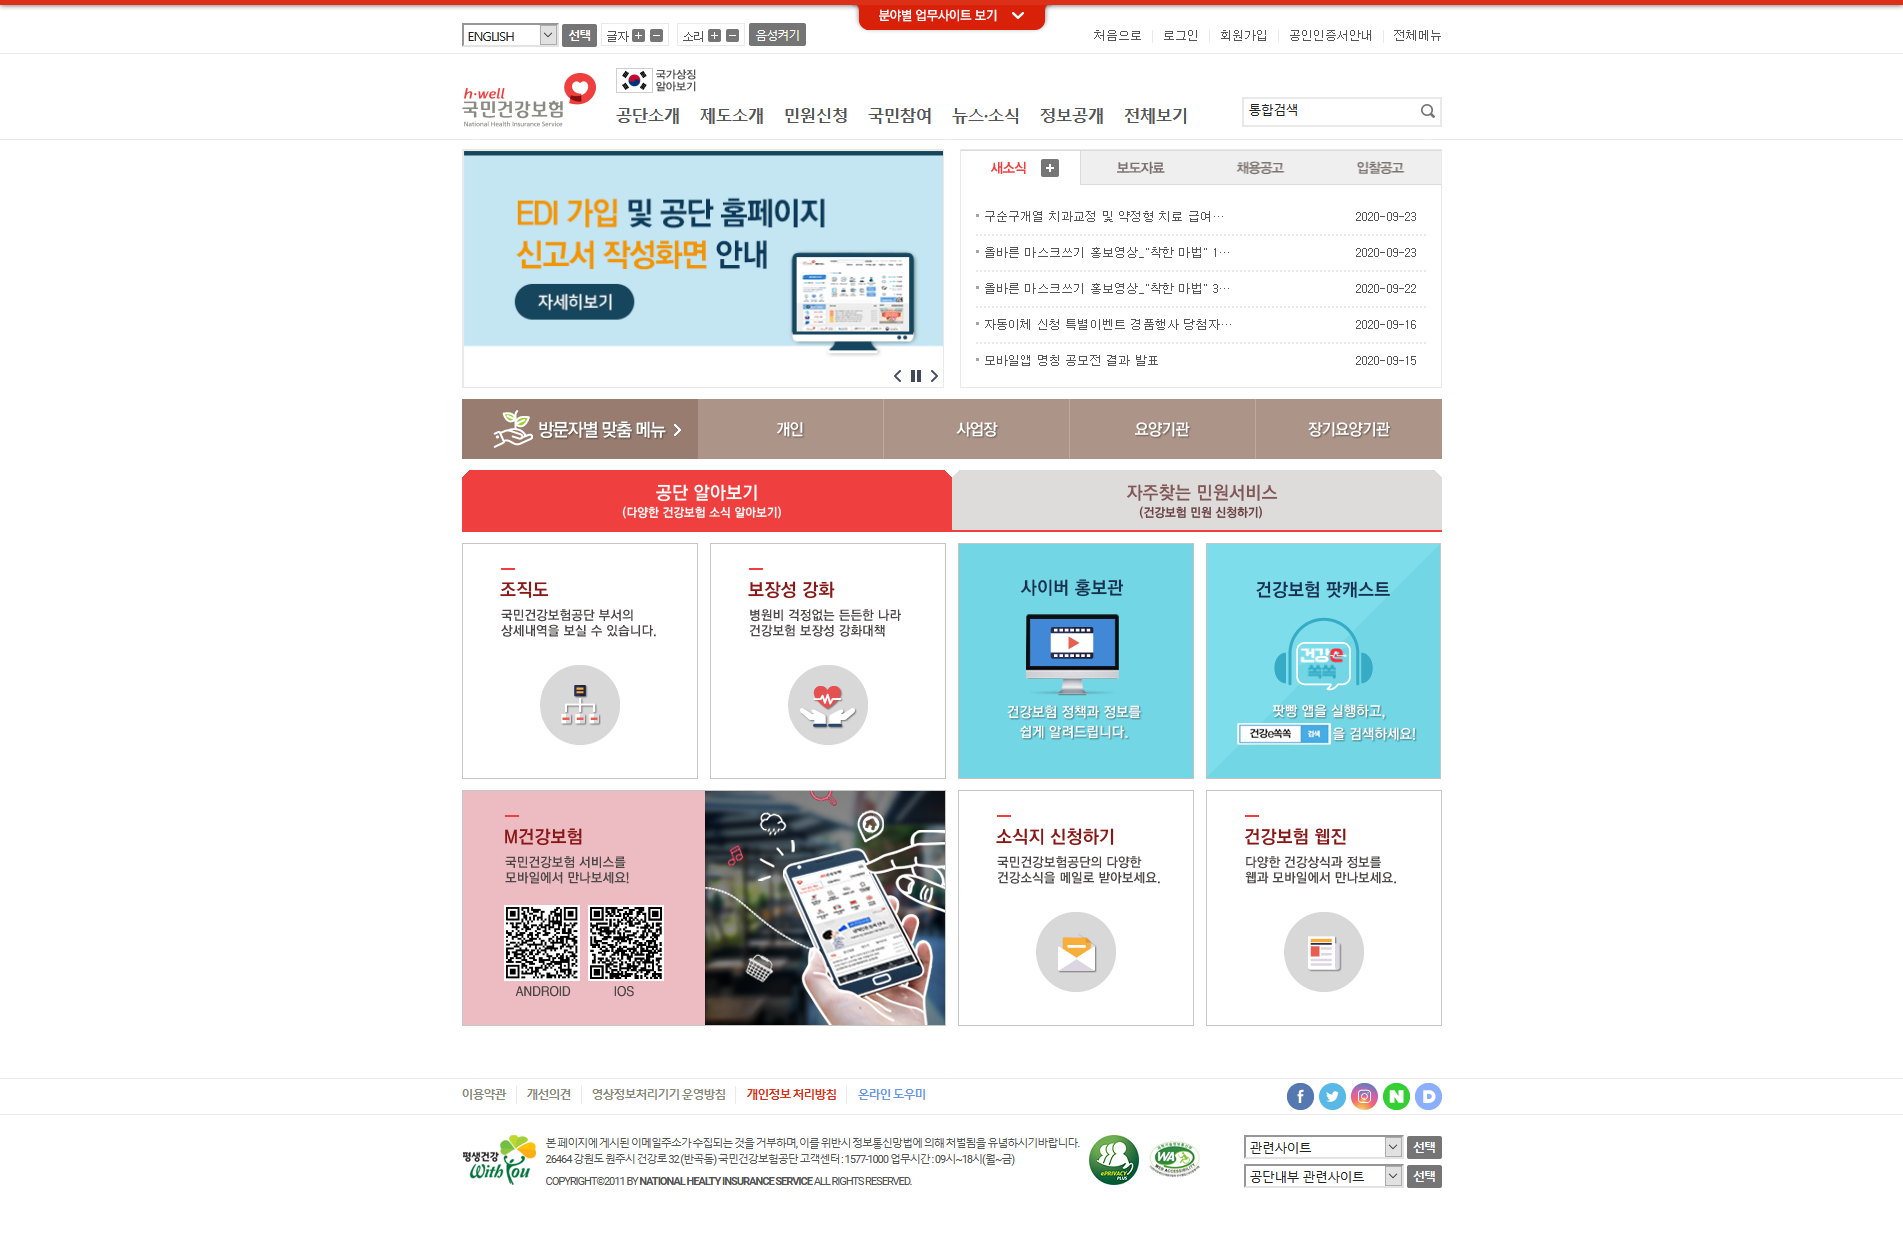 분야별 업무사이트 보기
ENGLISH 선택 글자 소리 음성켜기
처음으로 로그인 회원가입 공인인증서안내 전체메뉴
h·well
국민건강보험
National Health Insurance Service
국가상징
알아보기
공단소개 제도소개 민원신청 국민참여 뉴스·소식 정보공개 전체보기
통합검색
EDI 가입 및 공단 홈페이지
신고서 작성화면 안내
자세히보기
새소식 보도자료 채용공고 입찰공고
구순구개열 치과교정 및 악정형 치료 급여… 2020-09-23
올바른 마스크쓰기 홍보영상_"착한 마법" 1… 2020-09-23
올바른 마스크쓰기 홍보영상_"착한 마법" 3… 2020-09-22
자동이체 신청 특별이벤트 경품행사 당첨자… 2020-09-16
모바일앱 명칭 공모전 결과 발표 2020-09-15
방문자별 맞춤 메뉴 개인 사업장 요양기관 장기요양기관
공단 알아보기
(다양한 건강보험 소식 알아보기)
자주찾는 민원서비스
(건강보험 민원 신청하기)
조직도
국민건강보험공단 부서의
상세내역을 보실 수 있습니다.
보장성 강화
병원비 걱정없는 든든한 나라
건강보험 보장성 강화대책
사이버 홍보관
건강보험 정책과 정보를
쉽게 알려드립니다.
건강보험 팟캐스트
건강e
쏙쏙
팟빵 앱을 실행하고,
건강e쏙쏙 검색 을 검색하세요!
M건강보험
국민건강보험 서비스를
모바일에서 만나보세요!
ANDROID IOS
소식지 신청하기
국민건강보험공단의 다양한
건강소식을 메일로 받아보세요.
건강보험 웹진
다양한 건강상식과 정보를
웹과 모바일에서 만나보세요.
이용약관 개선의견 영상정보처리기기 운영방침 개인정보 처리방침 온라인 도우미
평생건강
With You
본 페이지에 게시된 이메일주소가 수집되는 것을 거부하며, 이를 위반시 정보통신망법에 의해 처벌됨을 유념하시기바랍니다.
26464 강원도 원주시 건강로 32 (반곡동) 국민건강보험공단 고객센터 : 1577-1000 업무시간 : 09시~18시(월~금)
COPYRIGHT©2011 BY NATIONAL HEALTY INSURANCE SERVICE ALL RIGHTS RESERVED.
ePRIVACY
PLUS
WA
WEB ACCESSIBILITY
관련사이트 선택
공단내부 관련사이트 선택